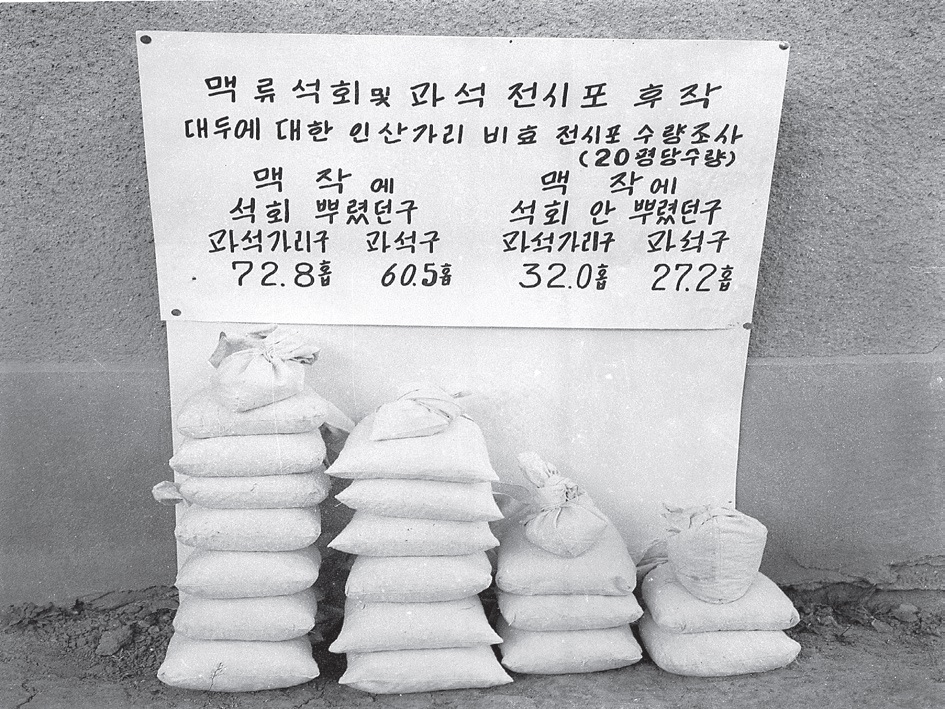 맥류석회및 과석 전시포 후작
대두에 대한 인산가리 비효 전시포 수량조사
(20평당수량)
맥 작에 맥 작에
석회 뿌렸던구 석회 안 뿌렸던구
과석가리구 과석구 과석가리구 과석구
72.8홉 60.5홉 32.0홉 27.2홉